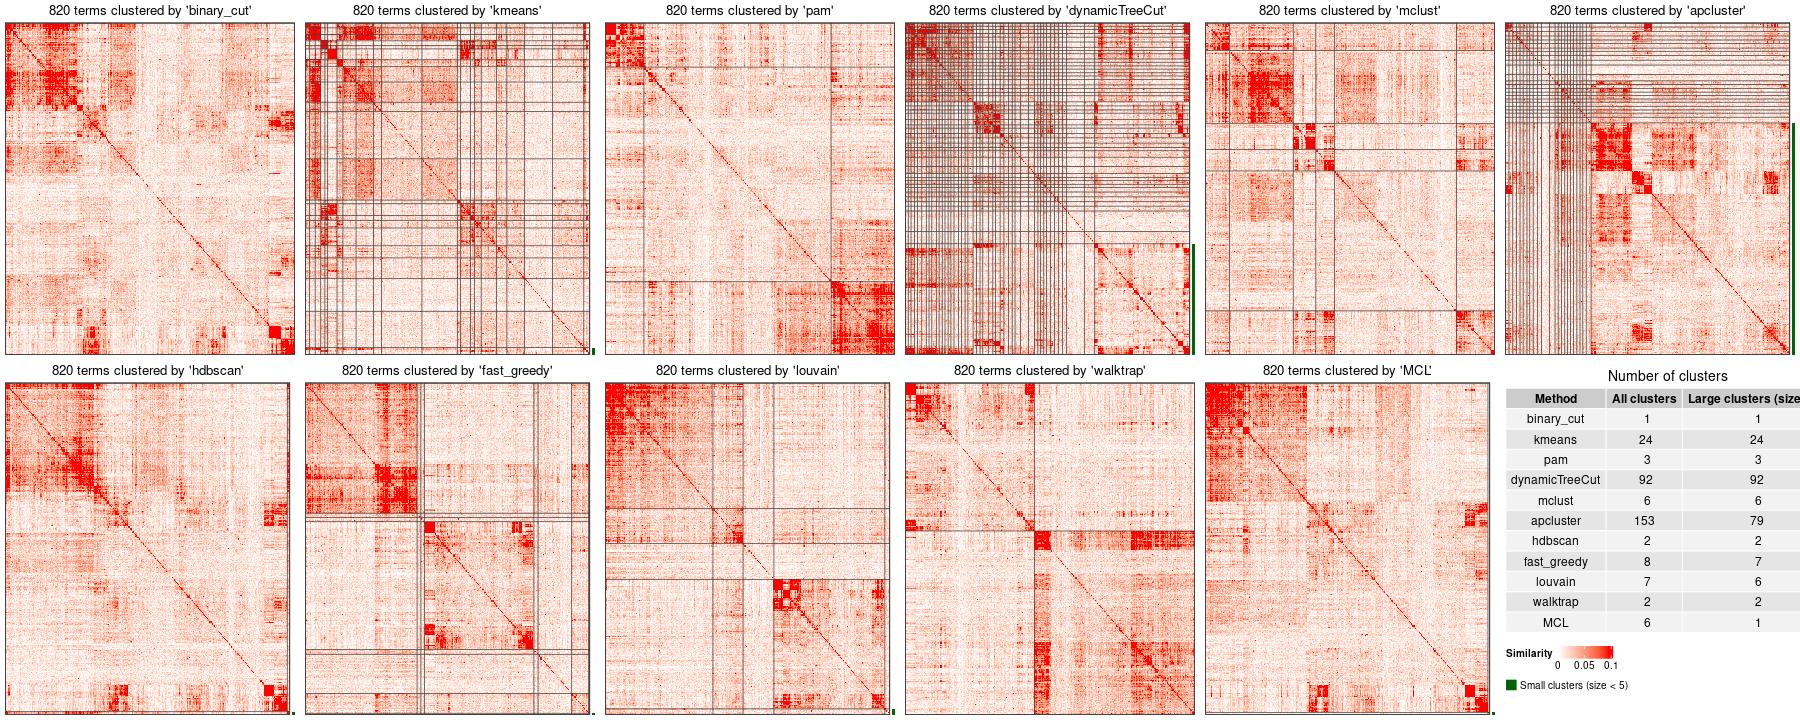 820 terms clustered by 'binary_cut'
820 terms clustered by 'kmeans'
820 terms clustered by 'pam'
820 terms clustered by 'dynamicTreeCut'
820 terms clustered by 'mclust'
820 terms clustered by 'apcluster'
820 terms clustered by 'hdbscan'
820 terms clustered by 'fast_greedy'
820 terms clustered by 'louvain'
820 terms clustered by 'walktrap'
820 terms clustered by 'MCL'
Number of clusters
Method All clusters Large clusters (size
binary_cut 1 1
kmeans 24 24
pam 3 3
dynamicTreeCut 92 92
mclust 6 6
apcluster 153 79
hdbscan 2 2
fast_greedy 8 7
louvain 7 6
walktrap 2 2
MCL 6 1
Similarity
0 0.05 0.1
Small clusters (size < 5)